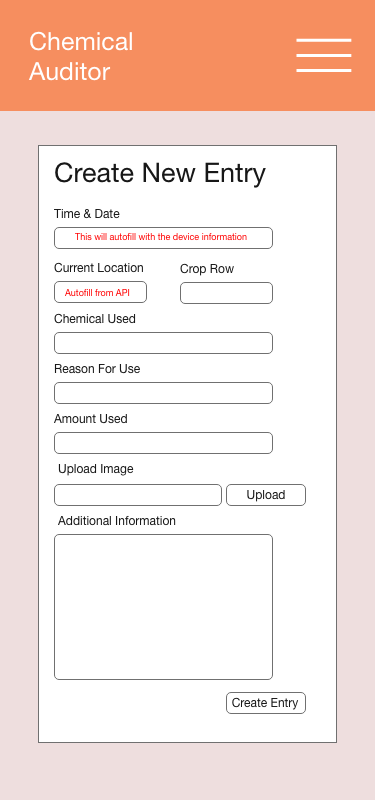 Chemical
Auditor
Create New Entry
Time & Date
This will autofill with the device information
Current Location
Crop Row
Autofill from API
Chemical Used
Reason For Use
Amount Used
Upload Image
Upload
Additional Information
Create Entry